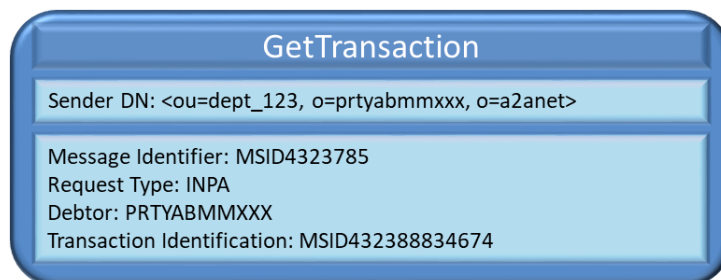 GetTransaction
Sender DN: <ou=dept_123, o=prtyabmmxxx, o=a2anet>
Message Identifier: MSID4323785
Request Type: INPA
Debtor: PRTYABMMXXX
Transaction Identification: MSID432388834674